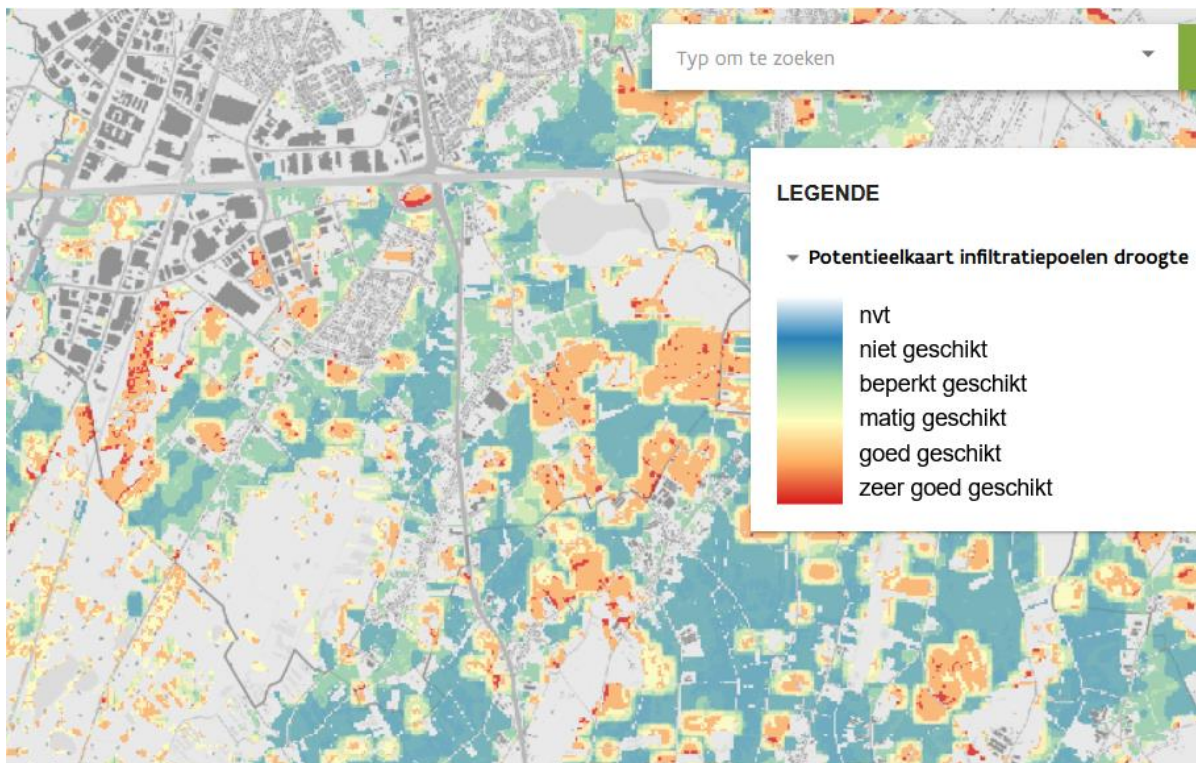 Typ om te zoeken
LEGENDE
Potentieelkaart infiltratiepoelen droogte
nvt
niet geschikt
beperkt geschikt
matig geschikt
goed geschikt
zeer goed geschikt